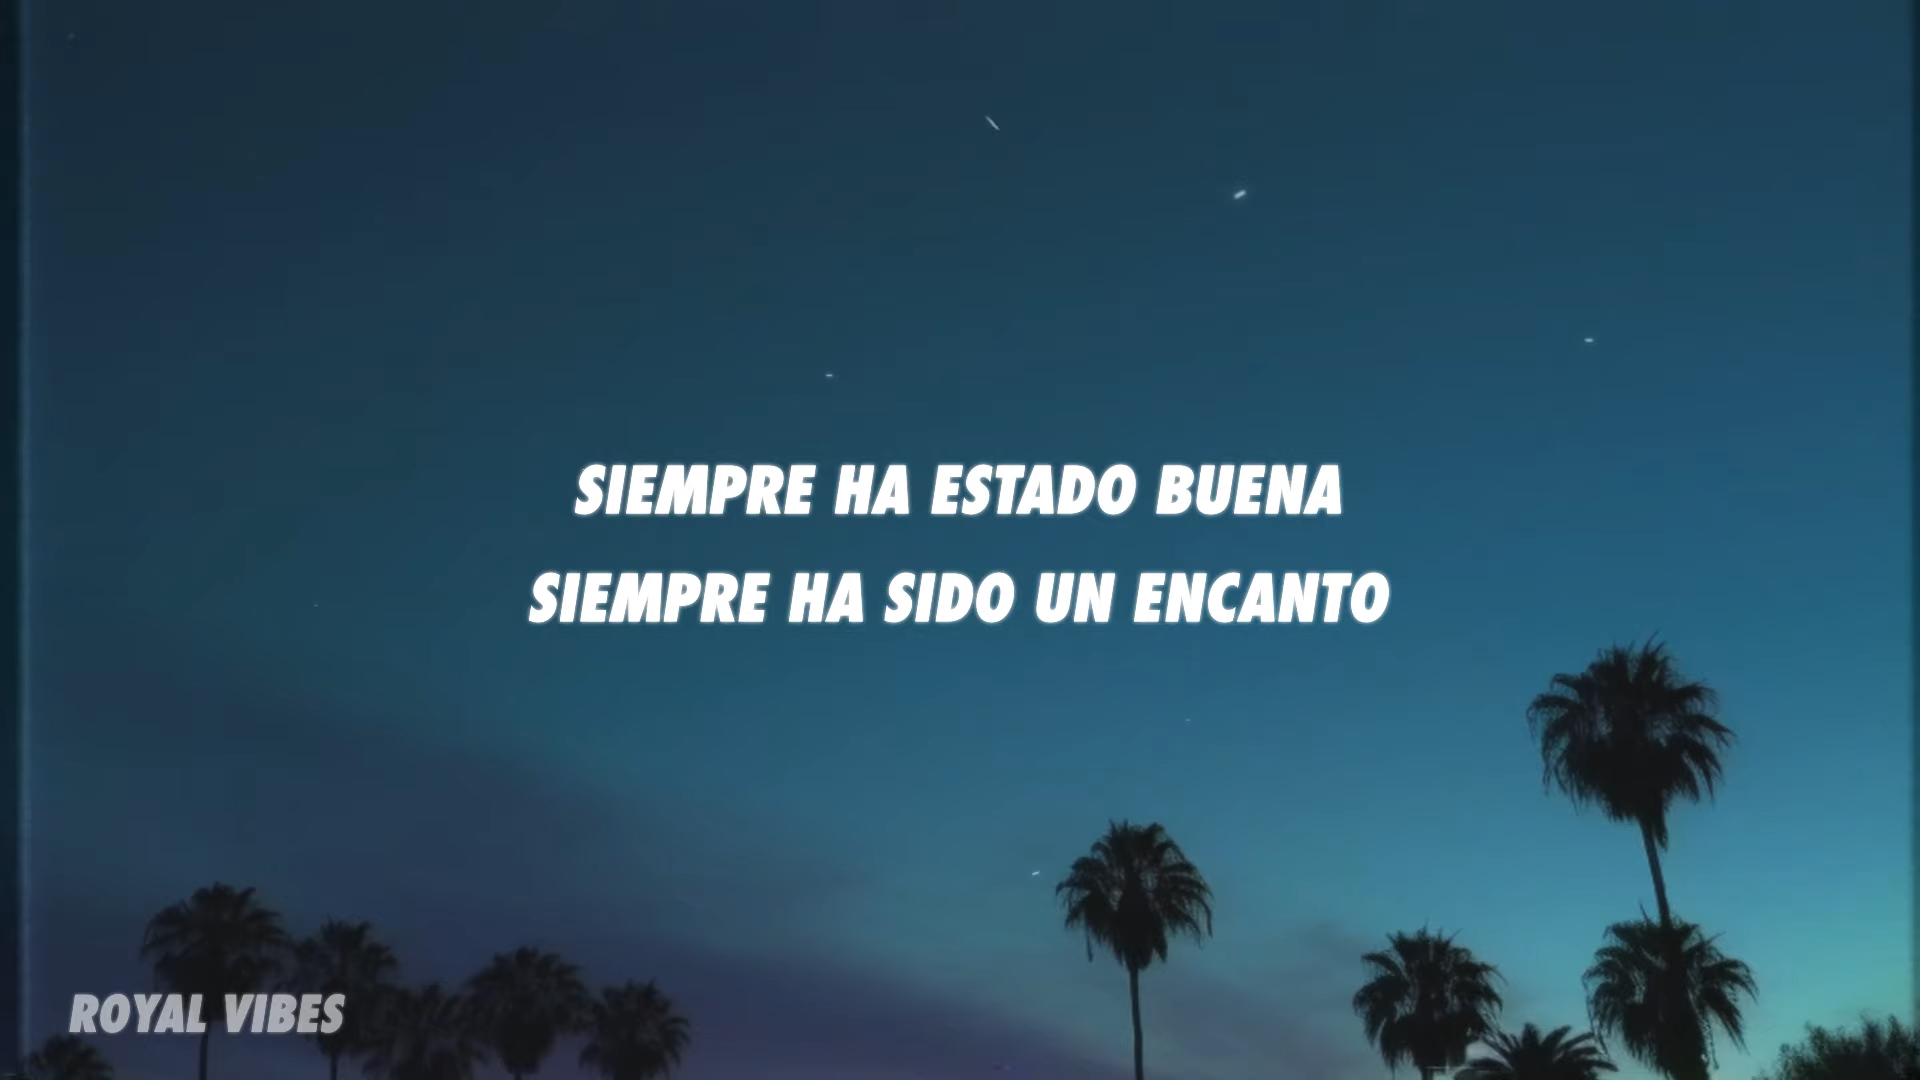 SIEMPRE HA ESTADO BUENA
SIEMPRE HA SIDO UN ENCANTO
ROYAL VIBES